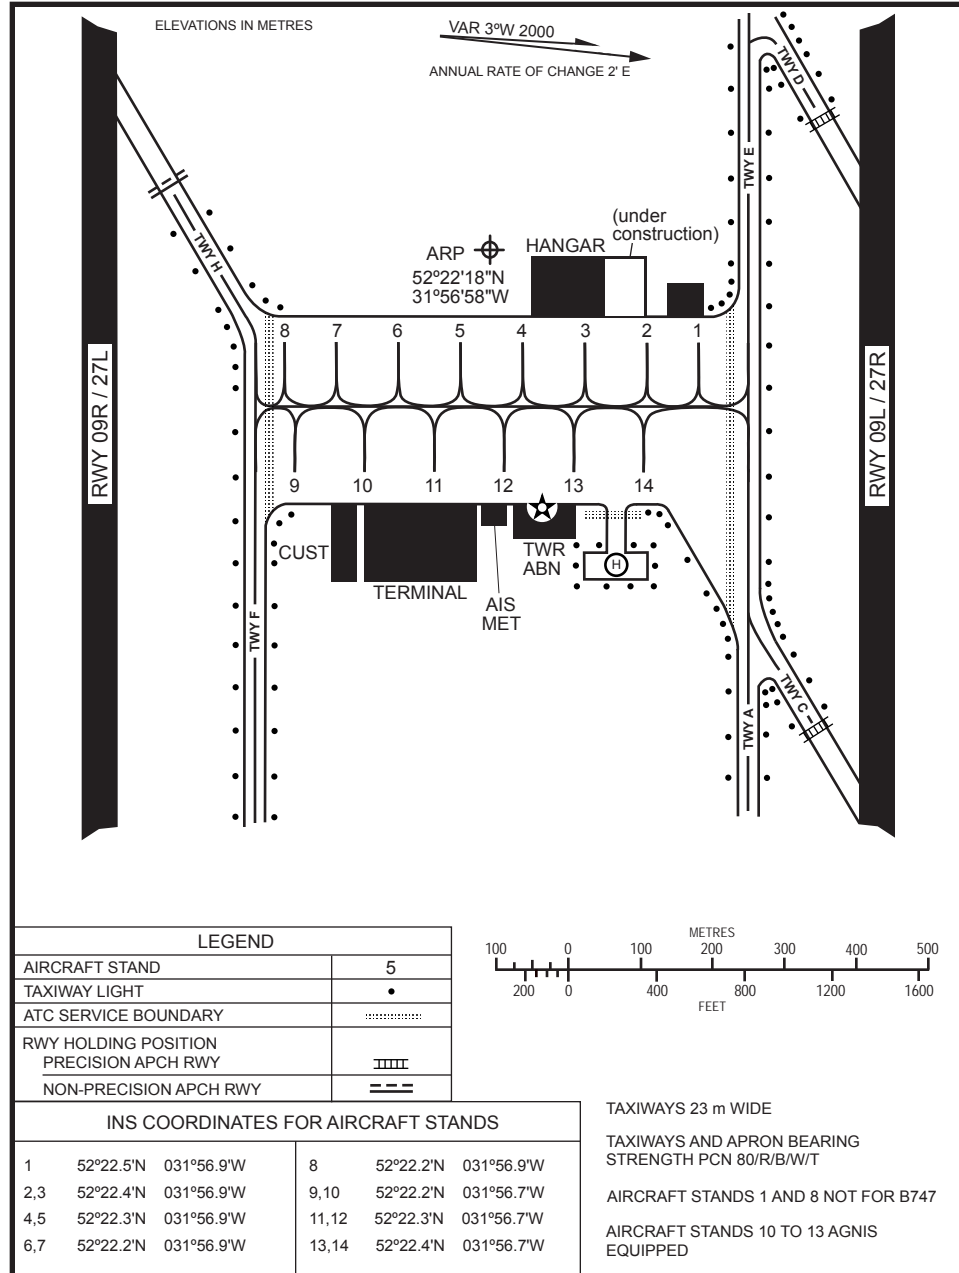 ELEVATIONS IN METRES
VAR 3ºW 2000
ANNUAL RATE OF CHANGE 2' E
TWY D
TWY E
(under
construction)
ARP
HANGAR
52º22'18"N
31º56'58"W
TWY H
8 7 6 5 4 3 2 1
RWY 09R / 27L
RWY 09L / 27R
9 10 11 12 13 14
CUST
TERMINAL
AIS
MET
TWR
ABN
H
TWY F
TWY C
TWY A
LEGEND
AIRCRAFT STAND 5
TAXIWAY LIGHT
ATC SERVICE BOUNDARY
RWY HOLDING POSITION
PRECISION APCH RWY
NON-PRECISION APCH RWY
METRES
100 0 100 200 300 400 500
200 0 400 800 1200 1600
FEET
INS COORDINATES FOR AIRCRAFT STANDS
1 52º22.5'N 031º56.9'W 8 52º22.2'N 031º56.9'W
2,3 52º22.4'N 031º56.9'W 9,10 52º22.2'N 031º56.7'W
4,5 52º22.3'N 031º56.9'W 11,12 52º22.3'N 031º56.7'W
6,7 52º22.2'N 031º56.9'W 13,14 52º22.4'N 031º56.7'W
TAXIWAYS 23 m WIDE
TAXIWAYS AND APRON BEARING
STRENGTH PCN 80/R/B/W/T
AIRCRAFT STANDS 1 AND 8 NOT FOR B747
AIRCRAFT STANDS 10 TO 13 AGNIS
EQUIPPED